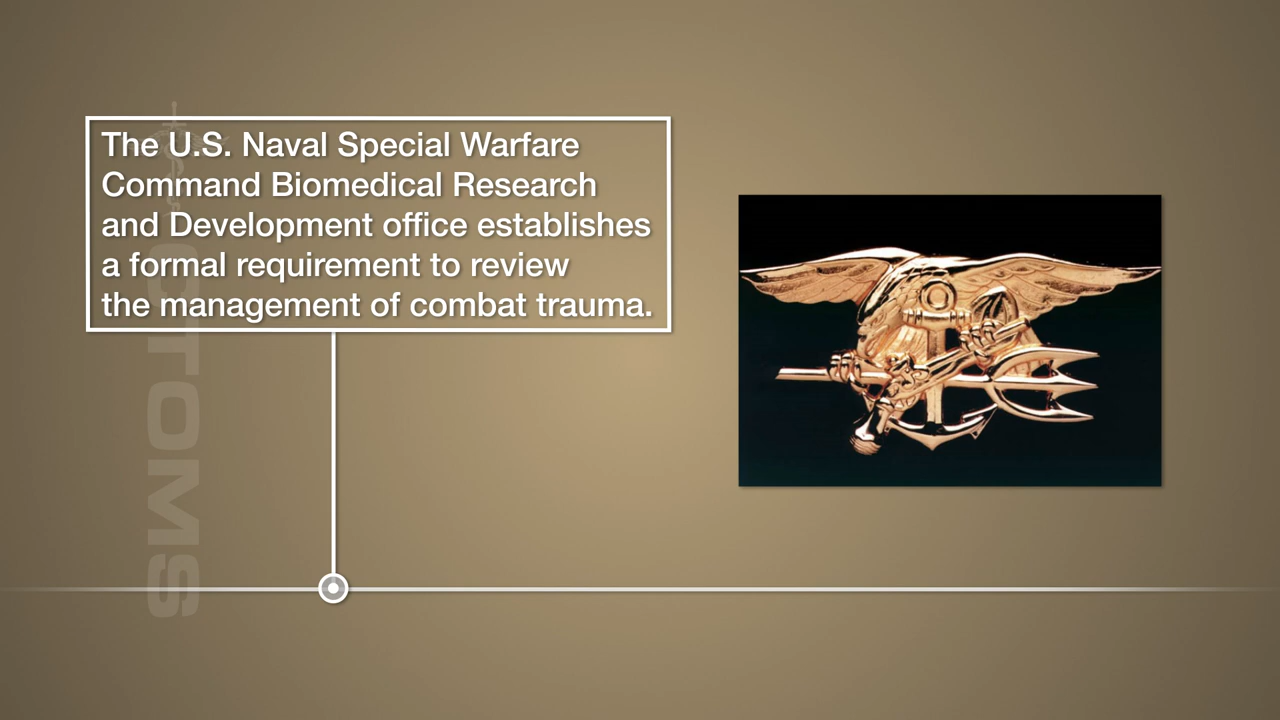 The U.S. Naval Special Warfare
Command Biomedical Research
and Development office establishes
a formal requirement to review
the management of combat trauma.
CTOMS